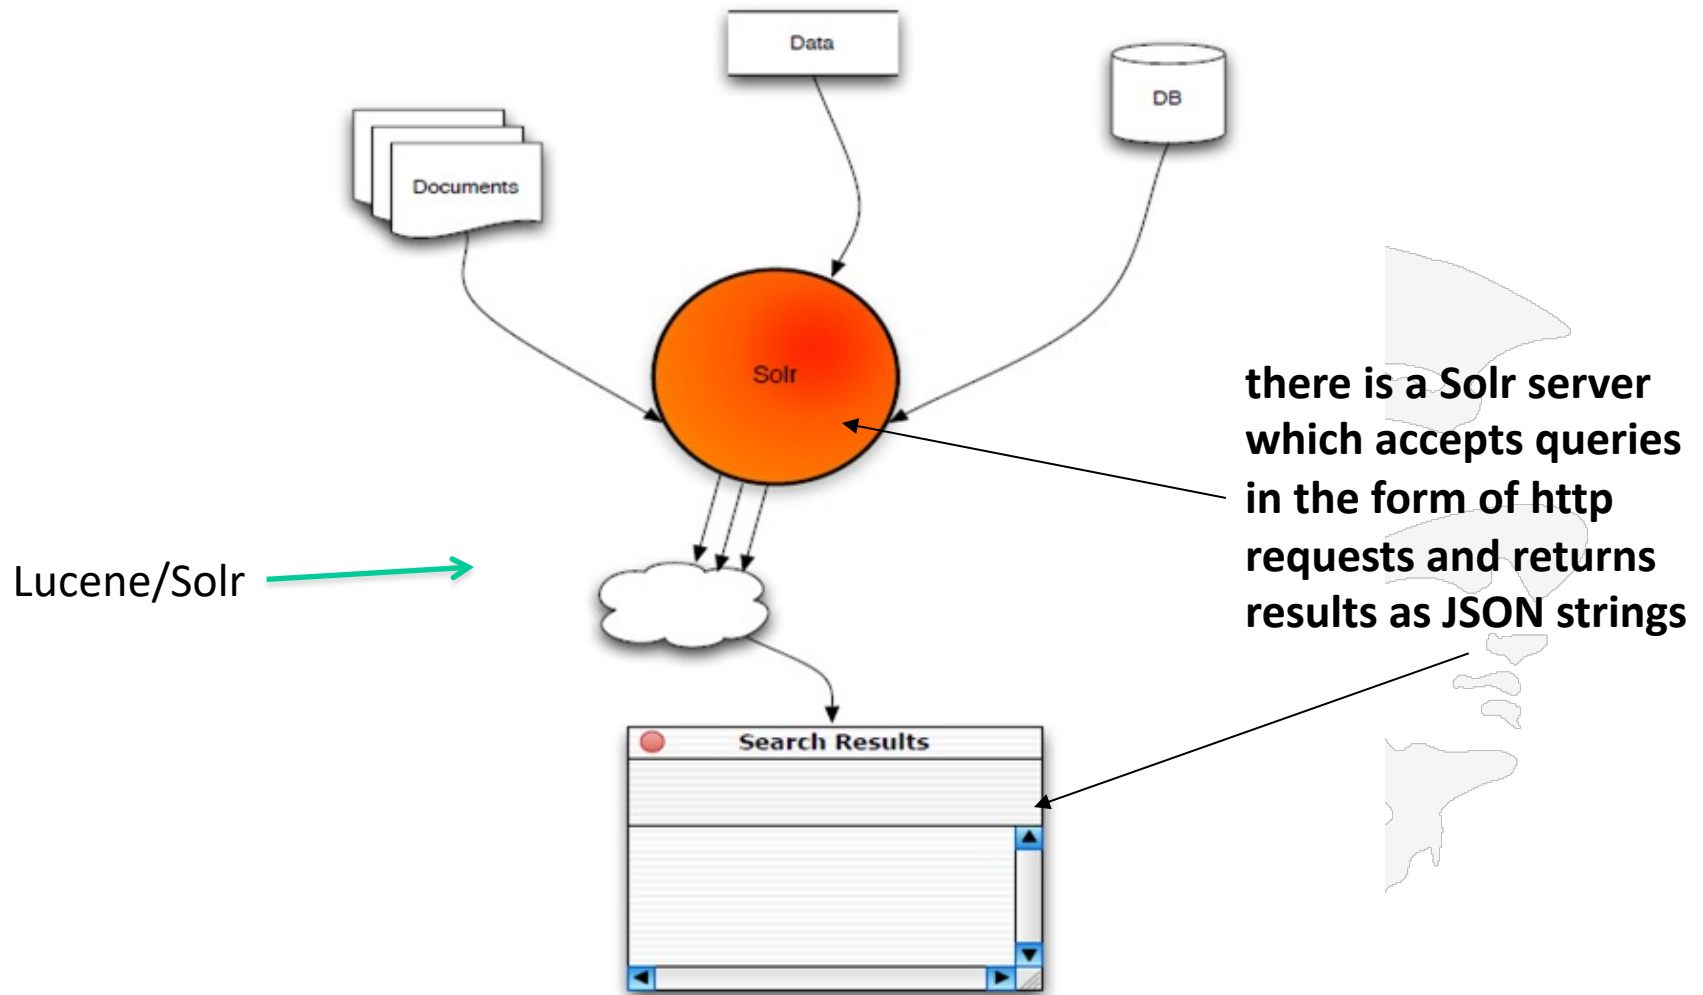 Data
DB
Documents
Solr
there is a Solr server
which accepts queries
in the form of http
requests and returns
results as JSON strings
Lucene/Solr
Search Results